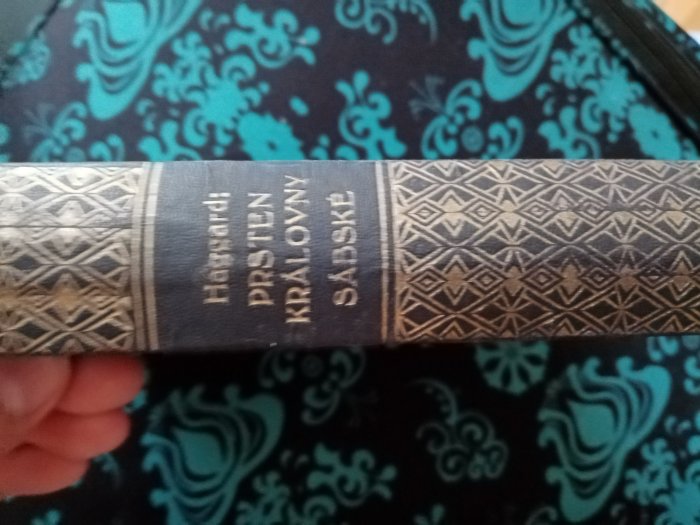 Haggard:
PRSTEN
KRÁLOVNY
SÁBSKÉ